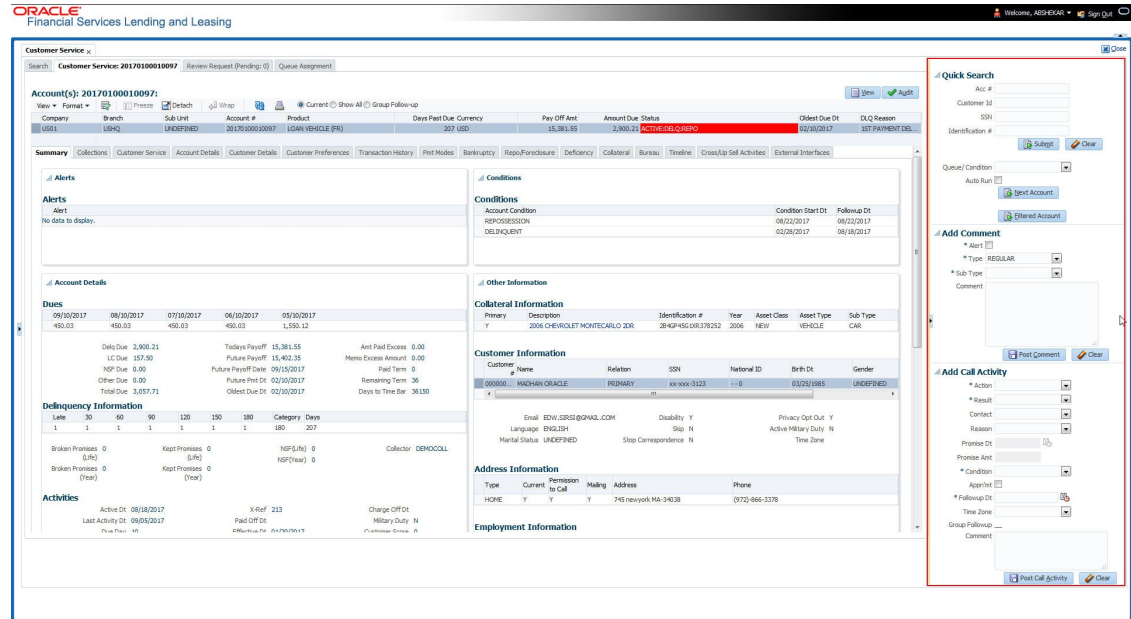 ORACLE
Financial Services Lending and Leasing
Welcome, ABSHEKAR Sign Out
Customer Service x
Close
Search Customer Service: 20170100010097 Review Request (Pending: 0) Queue Assignment
Account(s): 20170100010097:
View Audit
View Format Freeze Detach Wrap Current Show All Group Follow-up
Company Branch Sub Unit Account # Product Days Past Due Currency Pay Off Amt Amount Due Status Oldest Due Dt DLQ Reason
US01 USHQ UNDEFINED 20170100010097 LOAN VEHICLE (FR) 207 USD 15,381.55 2,900.21 ACTIVE:DELQ:REPO 02/10/2017 1ST PAYMENT DEL...
Summary Collections Customer Service Account Details Customer Details Customer Preferences Transaction History Pmt Modes Bankruptcy Repo/Foreclosure Deficiency Collateral Bureau Timeline Cross/Up Sell Activities External Interfaces
Alerts
Alerts
Alert
No data to display.
Conditions
Conditions
Account Condition Condition Start Dt Followup Dt
REPOSSESSION 08/22/2017 08/22/2017
DELINQUENT 02/28/2017 08/18/2017
Account Details
Dues
09/10/2017 08/10/2017 07/10/2017 06/10/2017 05/10/2017
450.03 450.03 450.03 450.03 1,550.12
Delq Due 2,900.21 Todays Payoff 15,381.55 Amt Paid Excess 0.00
LC Due 157.50 Future Payoff 15,402.35 Memo Excess Amount 0.00
NSF Due 0.00 Future Payoff Date 09/15/2017 Paid Term 0
Other Due 0.00 Future Pmt Dt 02/10/2017 Remaining Term 36
Total Due 3,057.71 Oldest Due Dt 02/10/2017 Days to Time Bar 36150
Delinquency Information
Late 30 60 90 120 150 180 Category Days
1 1 1 1 1 1 1 180 207
Broken Promises (Life) 0 Kept Promises (Life) 0 NSF(Life) 0 Collector DEMOCOLL
NSF(Year) 0
Broken Promises (Year) 0 Kept Promises (Year) 0
Activities
Active Dt 08/18/2017 X-Ref 213 Charge Off Dt
Last Activity Dt 09/05/2017 Paid Off Dt Military Duty N
Due Day 10 Effective Dt 01/20/2017 Customer Score 0
Other Information
Collateral Information
Primary Description Identification # Year Asset Class Asset Type Sub Type
Y 2006 CHEVROLET MONTECARLO 2DR 2B4GP45G1XR378252 2006 NEW VEHICLE CAR
Customer Information
Customer # Name Relation SSN National ID Birth Dt Gender
000000... MADHAN ORACLE PRIMARY xx-xxx-3123 --0 03/25/1985 UNDEFINED
Email EDW.SIRSI@GMAIL.COM Disability Y Privacy Opt Out Y
Language ENGLISH Skip N Active Military Duty N
Marital Status UNDEFINED Stop Correspondence N Time Zone
Address Information
Type Current Permission to Call Mailing Address Phone
HOME Y Y Y 745 newyork MA-34038 (972)-866-3378
Employment Information
Quick Search
Acc #
Customer Id
SSN
Identification #
Submit Clear
Queue/ Condition
Auto Run
Next Account
Filtered Account
Add Comment
* Alert
* Type REGULAR
* Sub Type
Comment
Post Comment Clear
Add Call Activity
* Action
* Result
Contact
Reason
Promise Dt
Promise Amt
* Condition
Appn'mt
* Followup Dt
Time Zone
Group Followup
Comment
Post Call Activity Clear